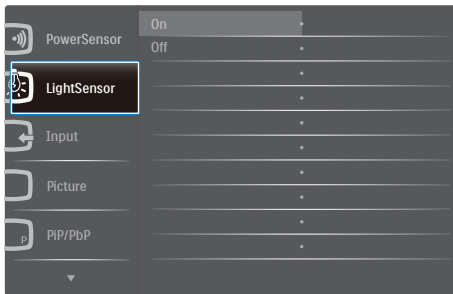 PowerSensor
LightSensor
Input
Picture
P
PiP/PbP
On
Off